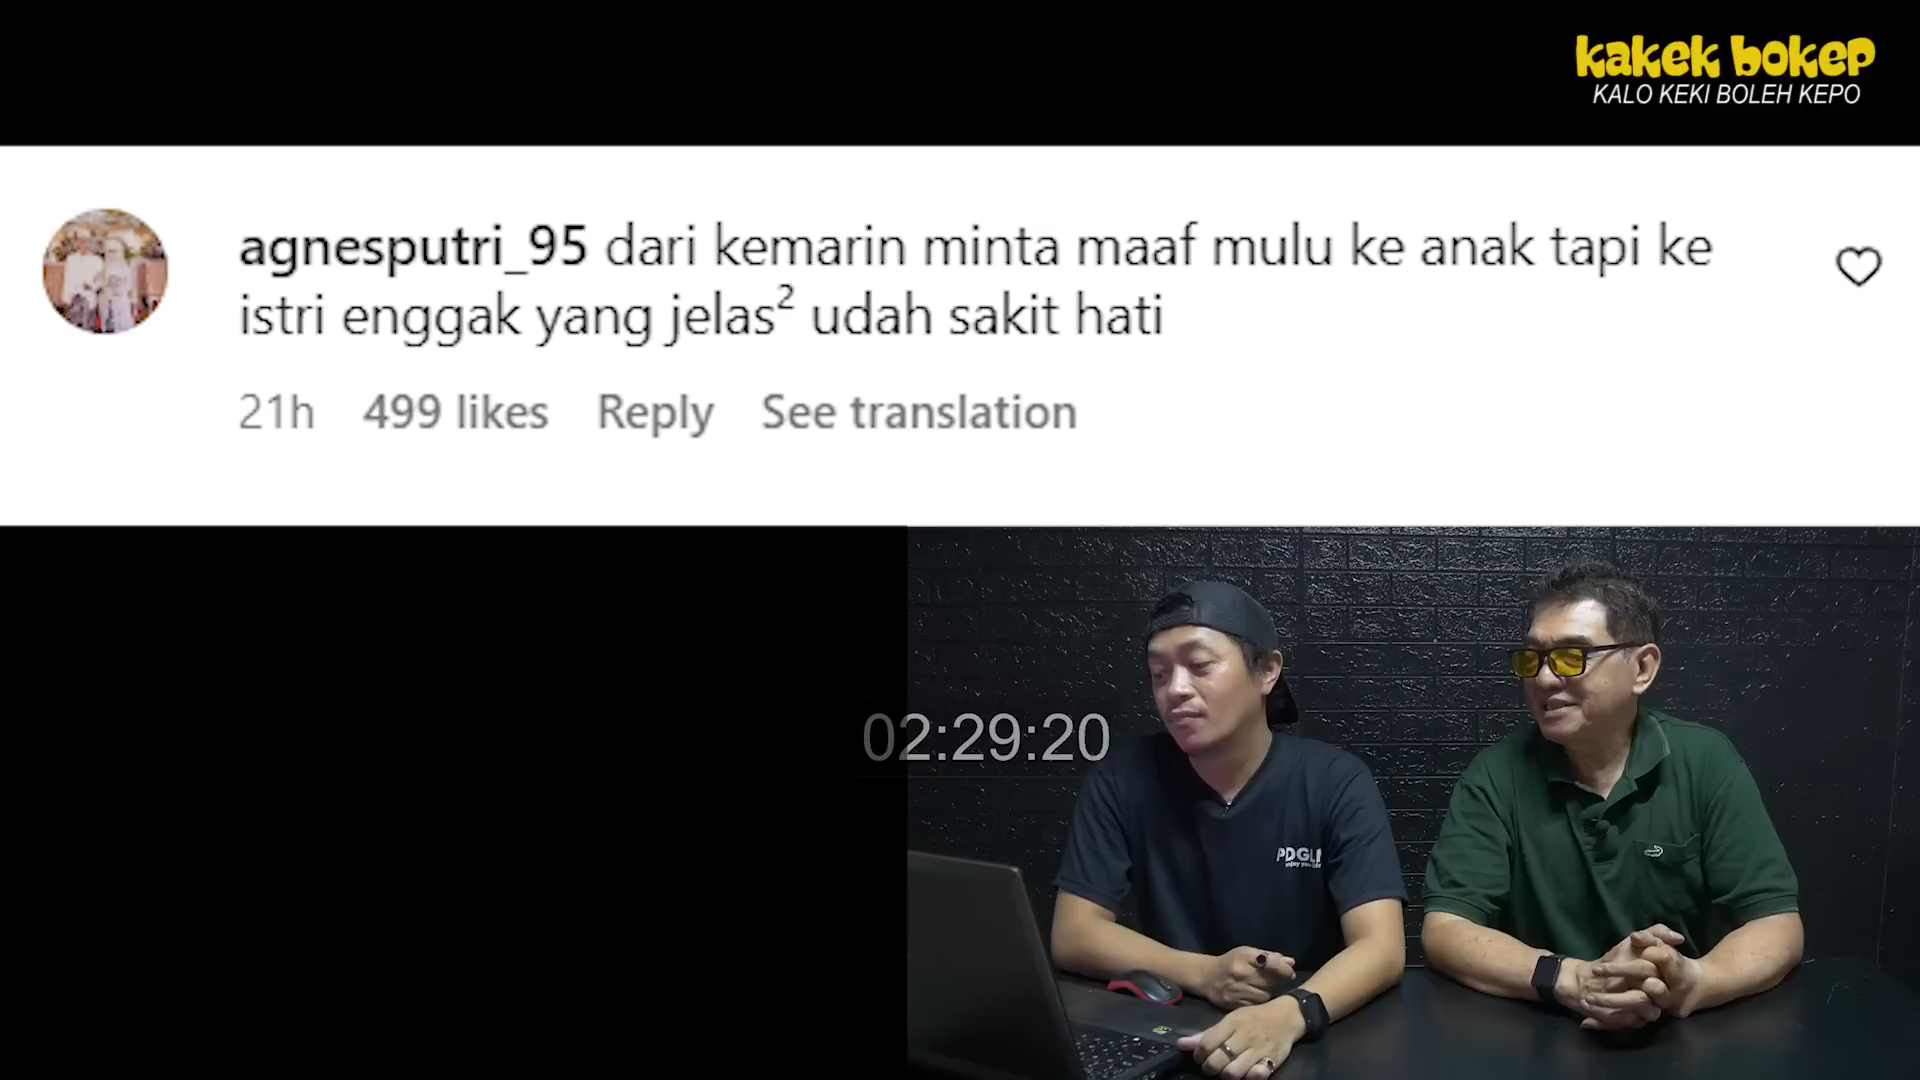 kakek bokep
KALO KEKI BOLEH KEPO
agnesputri_95 dari kemarin minta maaf mulu ke anak tapi ke
istri enggak yang jelas² udah sakit hati
21h 499 likes Reply See translation
02:29:20
PDGL